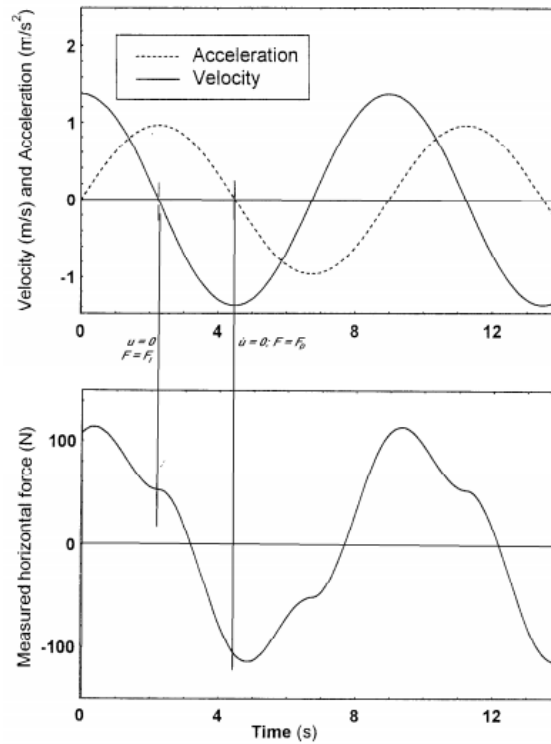 Velocity (m/s) and Acceleration (m/s²)
2
1
0
-1
Acceleration
Velocity
0
4
8
12
u=0
F=F_I
u̇=0; F=F_D
Measured horizontal force (N)
100
0
-100
0
4
8
12
Time (s)